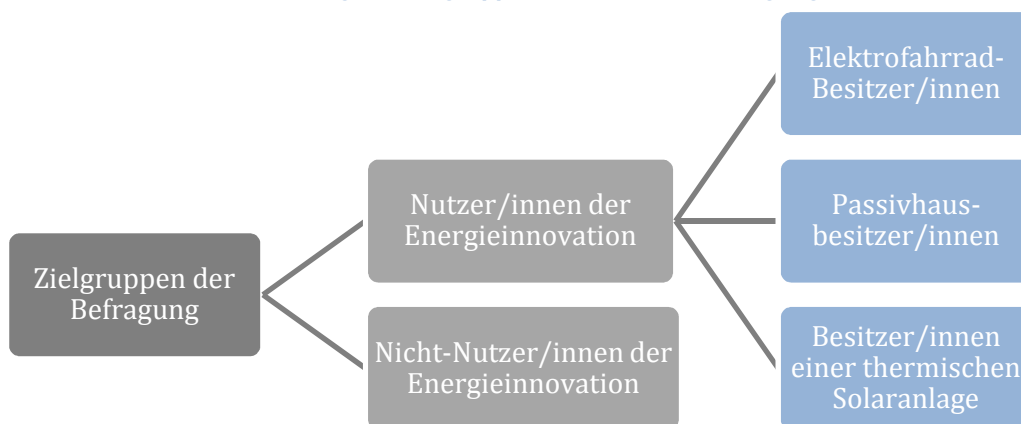 Zielgruppen der
Befragung
Nutzer/innen der
Energieinnovation
Nicht-Nutzer/innen der
Energieinnovation
Elektrofahrrad-
Besitzer/innen
Passivhaus-
besitzer/innen
Besitzer/innen
einer thermischen
Solaranlage